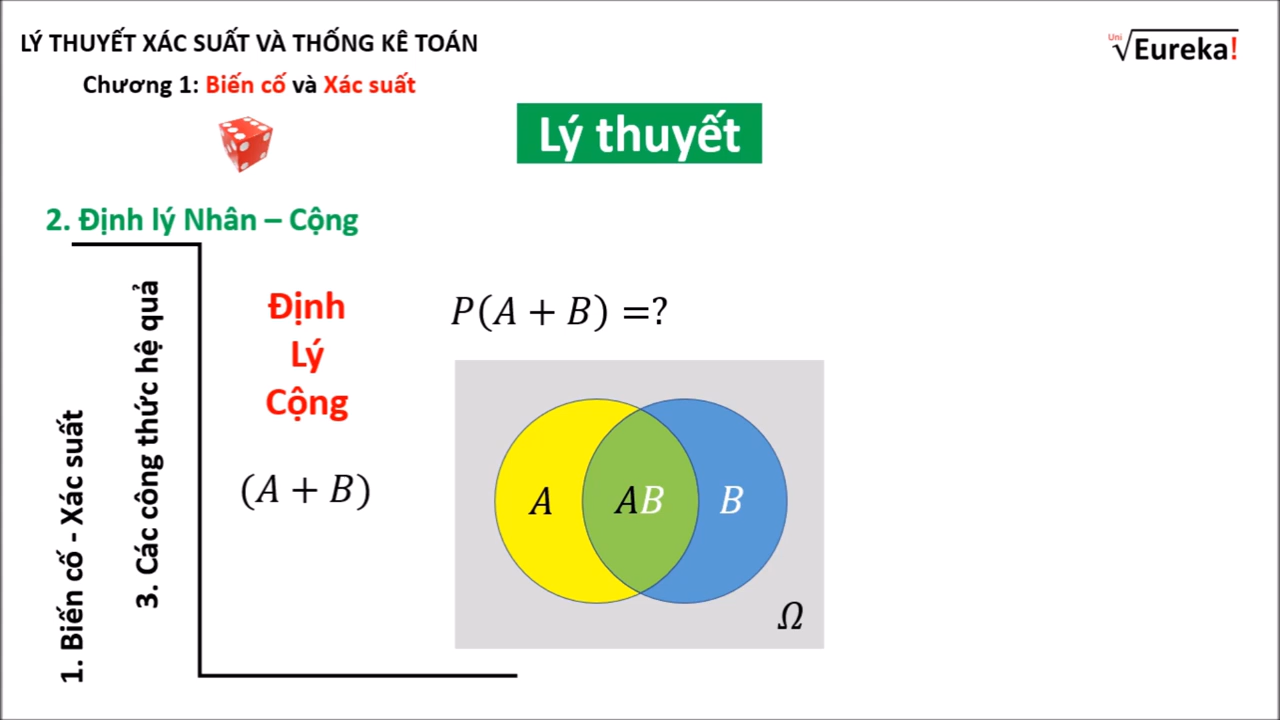 LÝ THUYẾT XÁC SUẤT VÀ THỐNG KÊ TOÁN
Chương 1: Biến cố và Xác suất
Uni
√Eureka!
Lý thuyết
2. Định lý Nhân – Cộng
1. Biến cố - Xác suất
3. Các công thức hệ quả
Định
Lý
Cộng
(A + B)
P(A + B) =?
A
AB
B
Ω